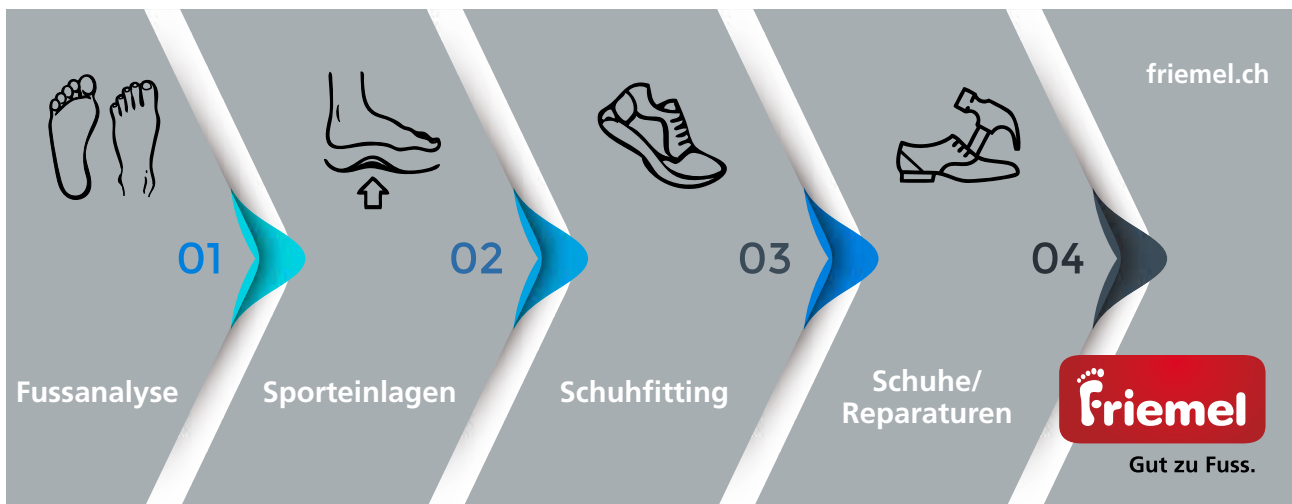 friemel.ch
01
02
03
04
Fussanalyse
Sporteinlagen
Schuhfitting
Schuhe/
Reparaturen
Friemel
Gut zu Fuss.